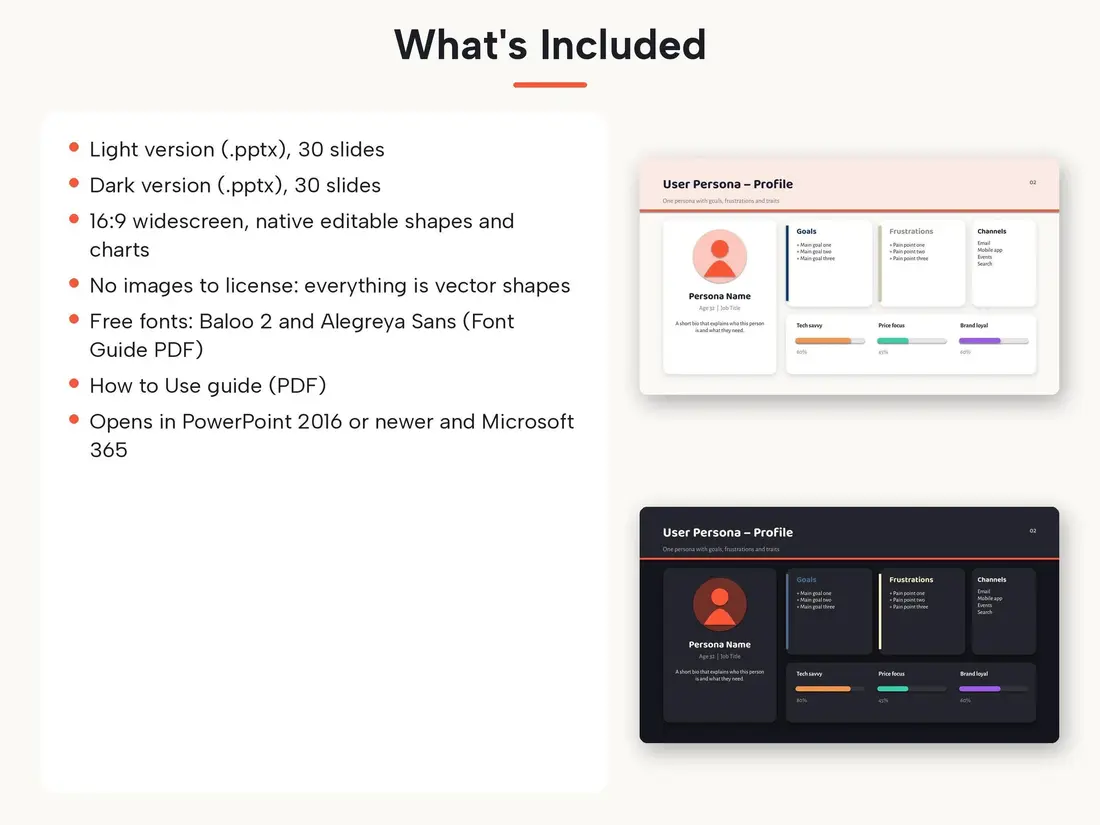 What's Included
Light version (.pptx), 30 slides
Dark version (.pptx), 30 slides
16:9 widescreen, native editable shapes and
charts
No images to license: everything is vector shapes
Free fonts: Baloo 2 and Alegreya Sans (Font
Guide PDF)
How to Use guide (PDF)
Opens in PowerPoint 2016 or newer and Microsoft
365
User Persona – Profile
02
One persona with goals, frustrations and traits
Persona Name
Age 32 | Job Title
A short bio that explains who this person
is and what they need.
Goals
• Main goal one
• Main goal two
• Main goal three
Frustrations
• Pain point one
• Pain point two
• Pain point three
Channels
Email
Mobile app
Events
Search
Tech savvy
Price focus
Brand loyal
80%
45%
60%
User Persona – Profile
02
One persona with goals, frustrations and traits
Persona Name
Age 32 | Job Title
A short bio that explains who this person
is and what they need.
Goals
• Main goal one
• Main goal two
• Main goal three
Frustrations
• Pain point one
• Pain point two
• Pain point three
Channels
Email
Mobile app
Events
Search
Tech savvy
Price focus
Brand loyal
80%
45%
60%